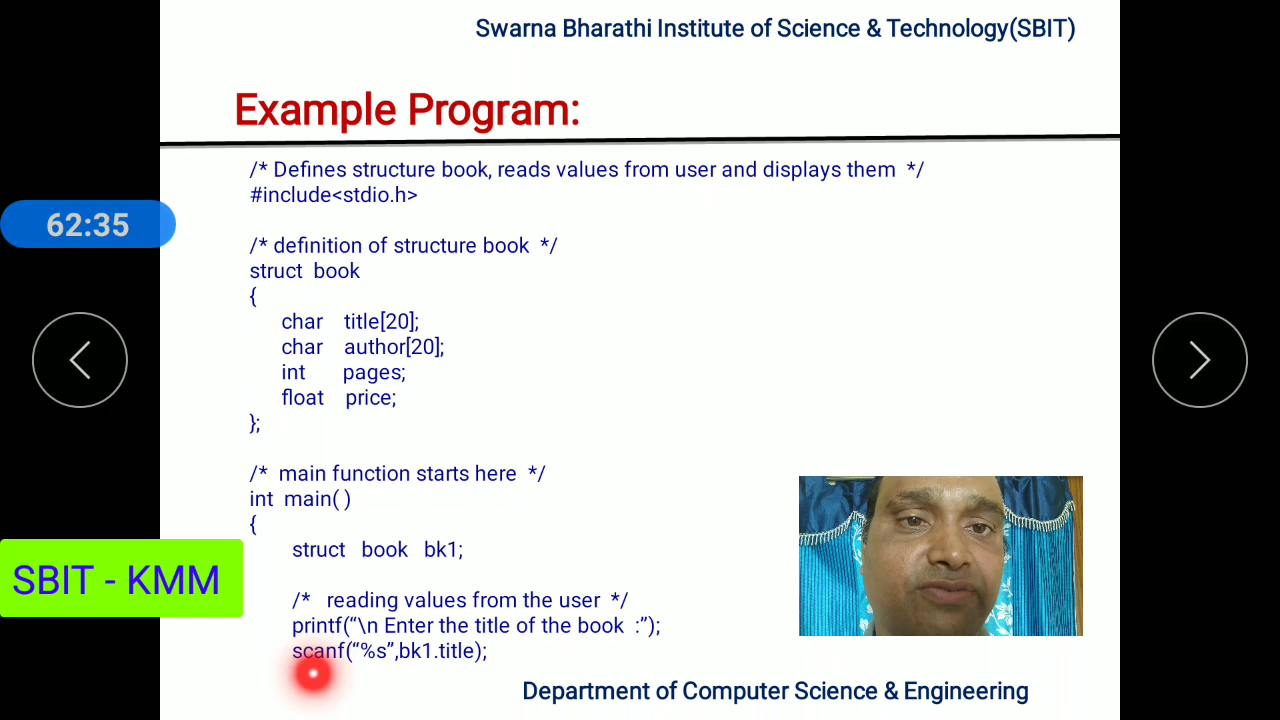 Swarna Bharathi Institute of Science & Technology(SBIT)
Example Program:
/* Defines structure book, reads values from user and displays them */
#include<stdio.h>
62:35
/* definition of structure book */
struct book
{
char title[20];
char author[20];
int pages;
float price;
};
/* main function starts here */
int main( )
{
struct book bk1;
SBIT - KMM
/* reading values from the user */
printf(“\n Enter the title of the book :”);
scanf(“%s”,bk1.title);
Department of Computer Science & Engineering